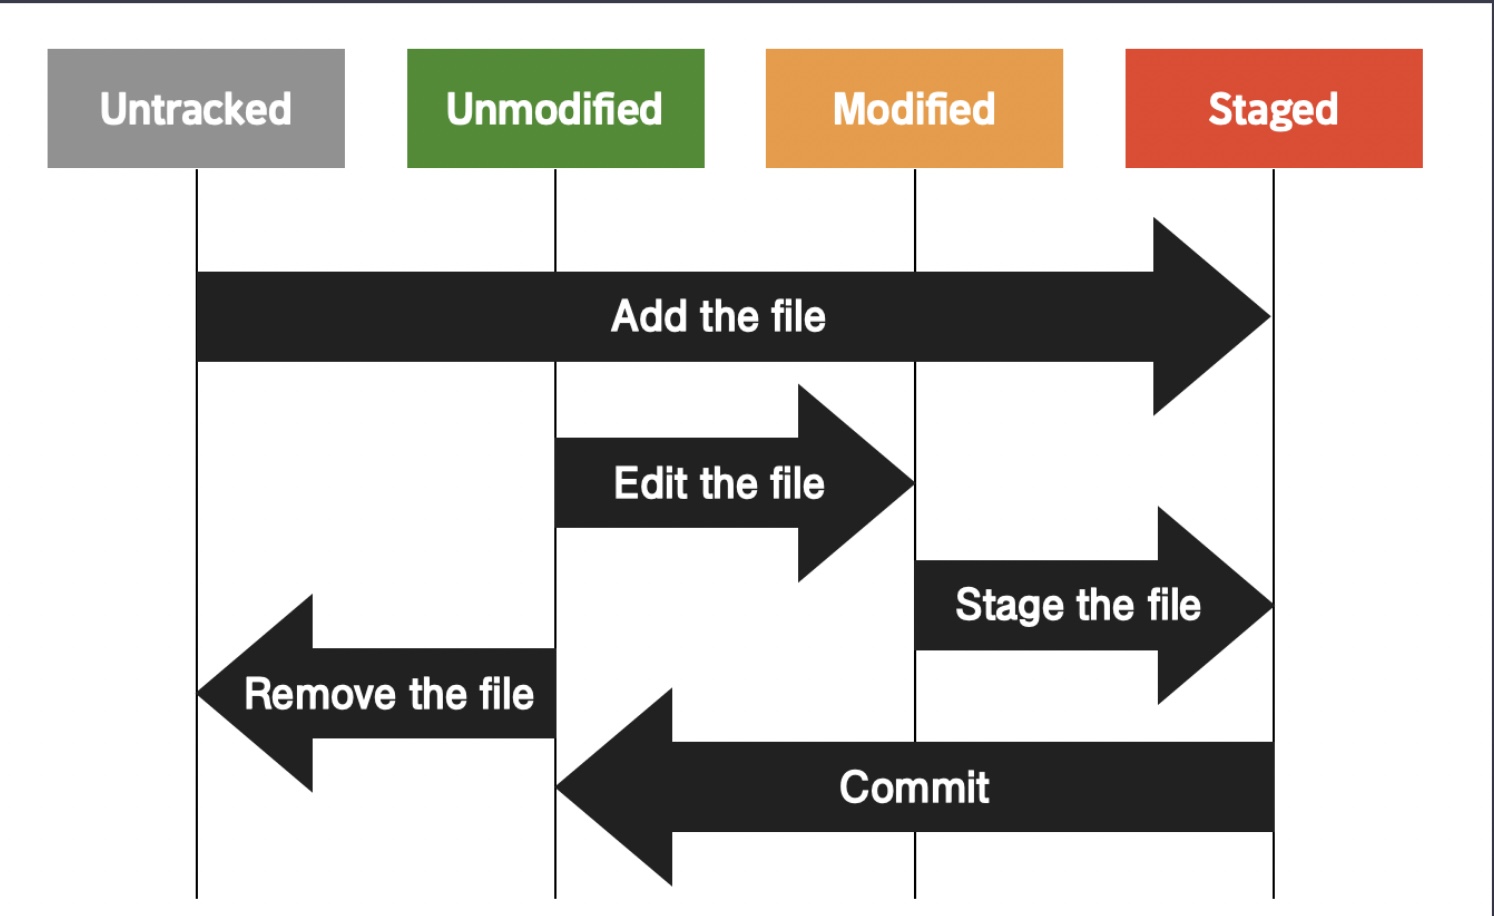 Untracked
Unmodified
Modified
Staged
Add the file
Edit the file
Stage the file
Remove the file
Commit